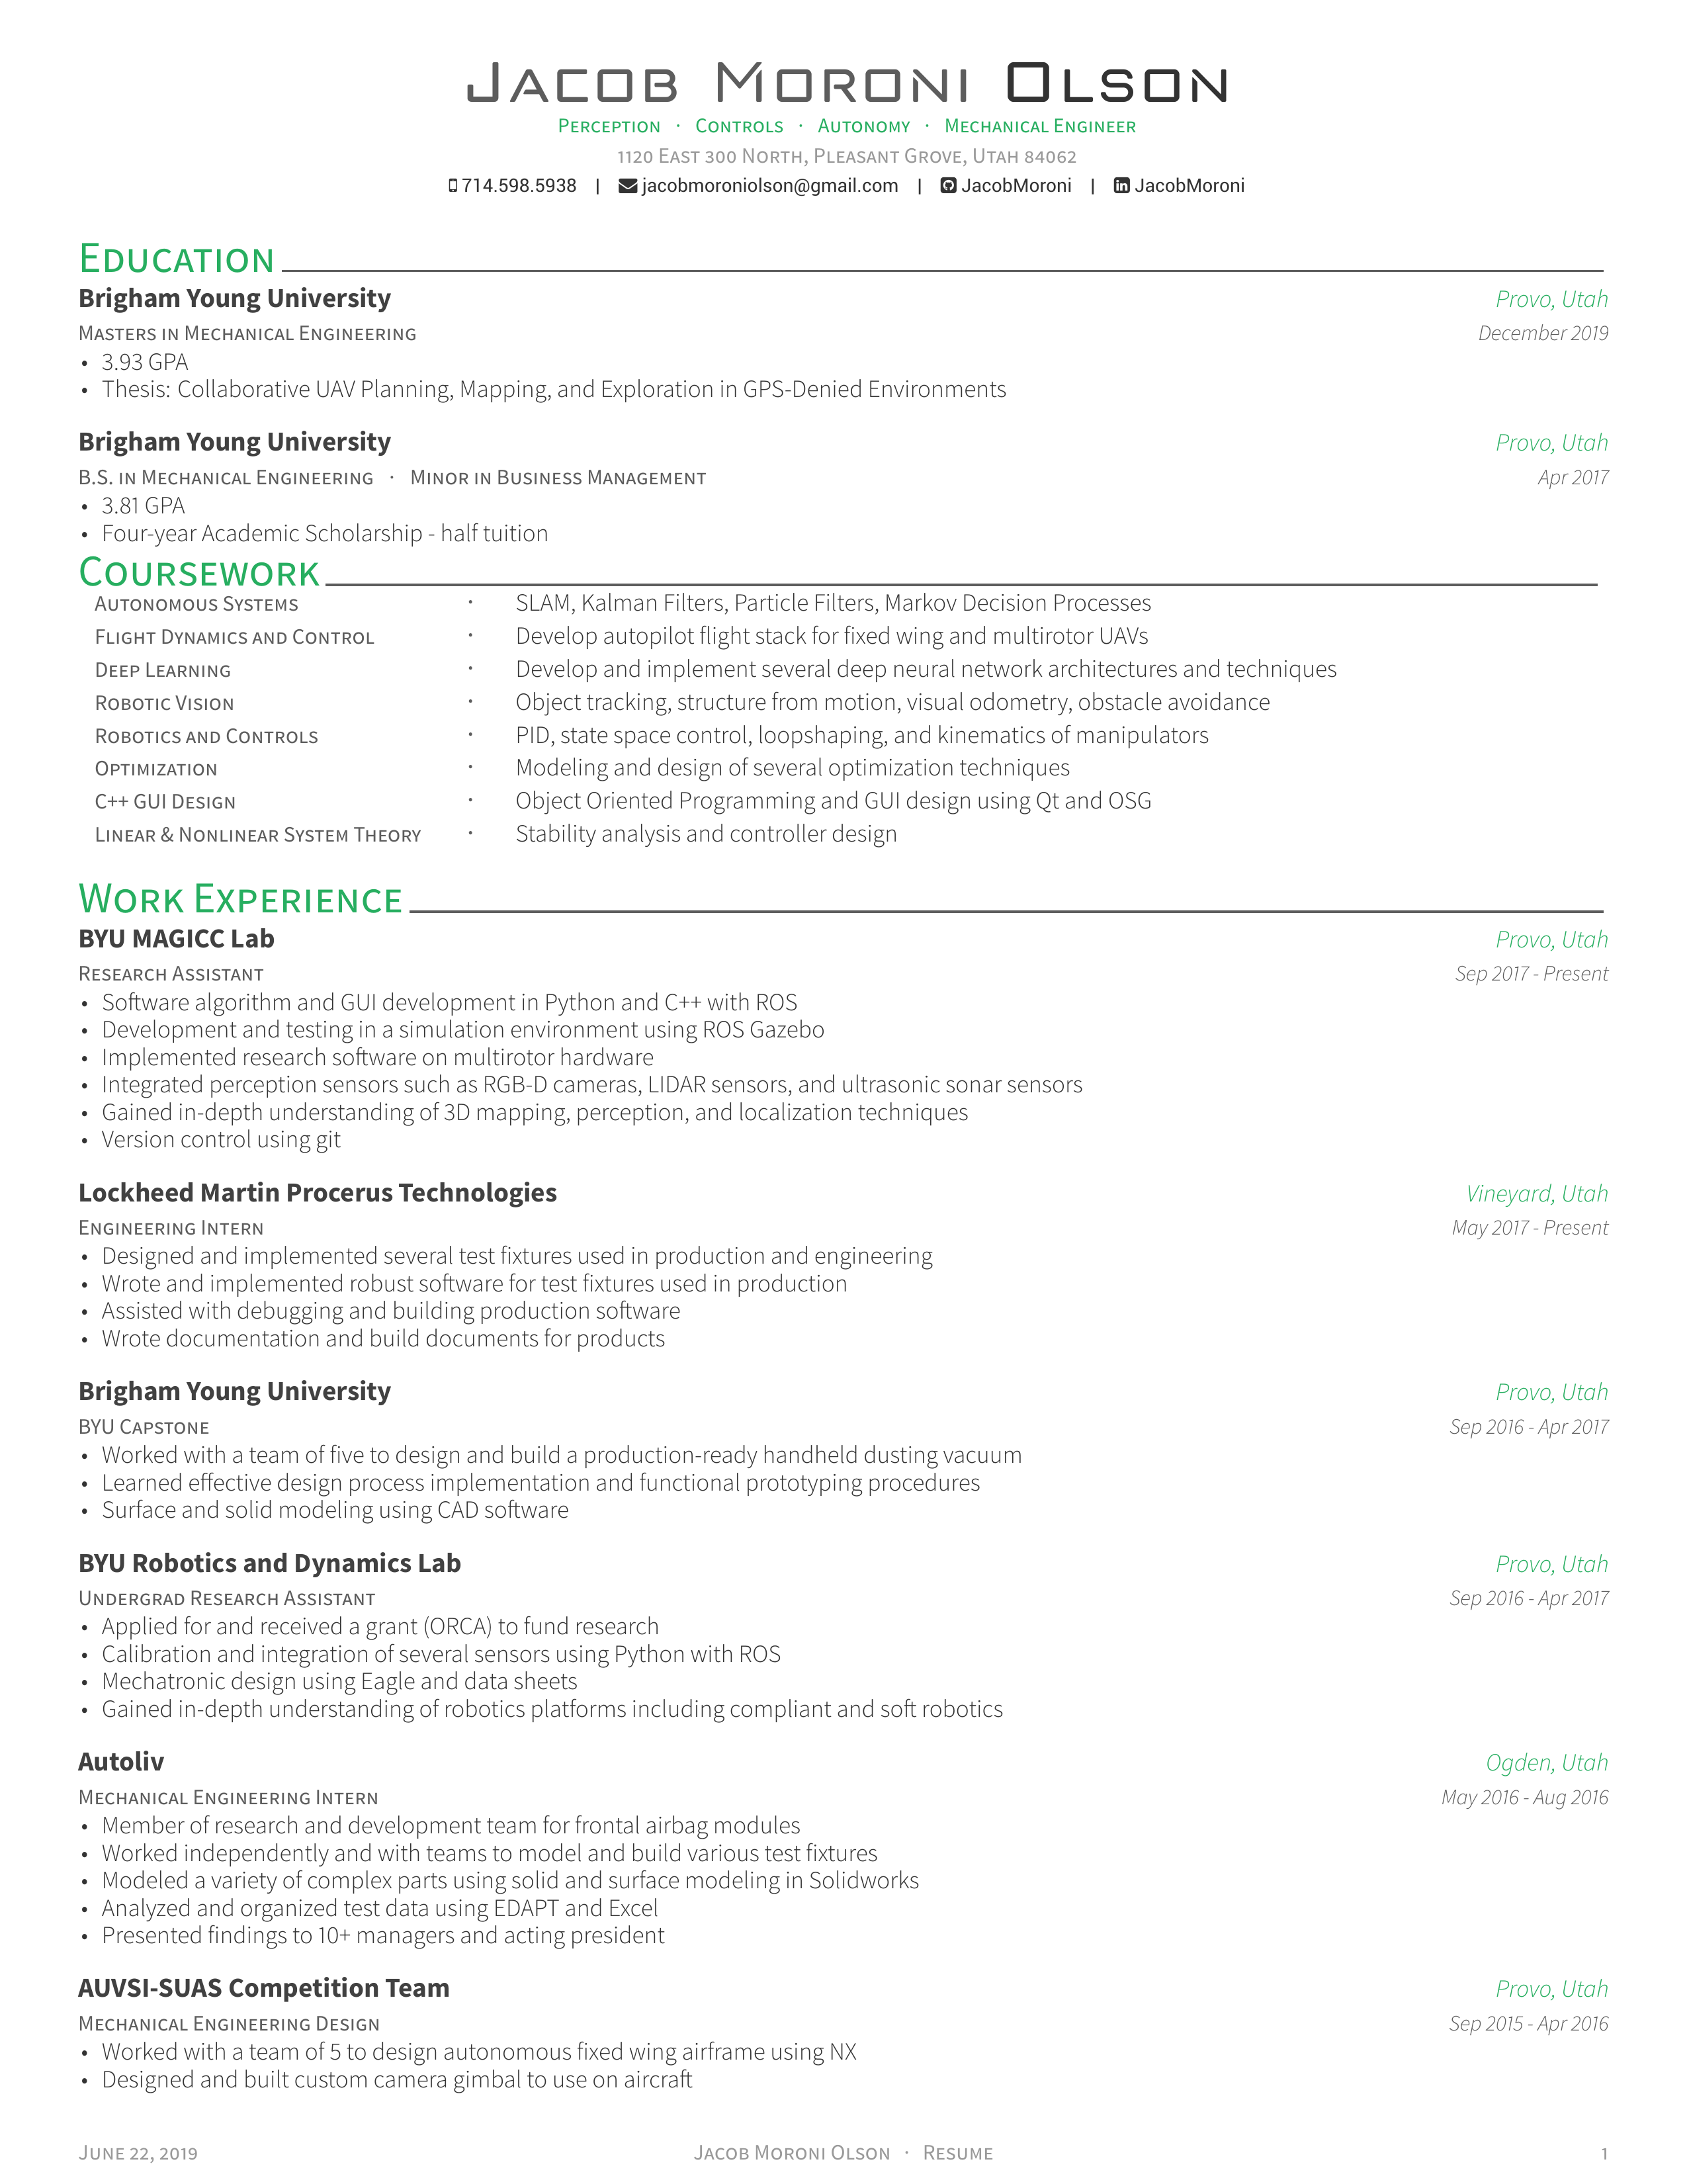 Jacob Moroni Olson
Perception · Controls · Autonomy · Mechanical Engineer
1120 East 300 North, Pleasant Grove, Utah 84062
714.598.5938 | jacobmoroniolson@gmail.com | JacobMoroni | JacobMoroni
Education
Brigham Young University Provo, Utah
Masters in Mechanical Engineering December 2019
• 3.93 GPA
• Thesis: Collaborative UAV Planning, Mapping, and Exploration in GPS-Denied Environments
Brigham Young University Provo, Utah
B.S. in Mechanical Engineering · Minor in Business Management Apr 2017
• 3.81 GPA
• Four-year Academic Scholarship - half tuition
Coursework
Autonomous Systems · SLAM, Kalman Filters, Particle Filters, Markov Decision Processes
Flight Dynamics and Control · Develop autopilot flight stack for fixed wing and multirotor UAVs
Deep Learning · Develop and implement several deep neural network architectures and techniques
Robotic Vision · Object tracking, structure from motion, visual odometry, obstacle avoidance
Robotics and Controls · PID, state space control, loopshaping, and kinematics of manipulators
Optimization · Modeling and design of several optimization techniques
C++ GUI Design · Object Oriented Programming and GUI design using Qt and OSG
Linear & Nonlinear System Theory · Stability analysis and controller design
Work Experience
BYU MAGICC Lab Provo, Utah
Research Assistant Sep 2017 - Present
• Software algorithm and GUI development in Python and C++ with ROS
• Development and testing in a simulation environment using ROS Gazebo
• Implemented research software on multirotor hardware
• Integrated perception sensors such as RGB-D cameras, LIDAR sensors, and ultrasonic sonar sensors
• Gained in-depth understanding of 3D mapping, perception, and localization techniques
• Version control using git
Lockheed Martin Procerus Technologies Vineyard, Utah
Engineering Intern May 2017 - Present
• Designed and implemented several test fixtures used in production and engineering
• Wrote and implemented robust software for test fixtures used in production
• Assisted with debugging and building production software
• Wrote documentation and build documents for products
Brigham Young University Provo, Utah
BYU Capstone Sep 2016 - Apr 2017
• Worked with a team of five to design and build a production-ready handheld dusting vacuum
• Learned effective design process implementation and functional prototyping procedures
• Surface and solid modeling using CAD software
BYU Robotics and Dynamics Lab Provo, Utah
Undergrad Research Assistant Sep 2016 - Apr 2017
• Applied for and received a grant (ORCA) to fund research
• Calibration and integration of several sensors using Python with ROS
• Mechatronic design using Eagle and data sheets
• Gained in-depth understanding of robotics platforms including compliant and soft robotics
Autoliv Ogden, Utah
Mechanical Engineering Intern May 2016 - Aug 2016
• Member of research and development team for frontal airbag modules
• Worked independently and with teams to model and build various test fixtures
• Modeled a variety of complex parts using solid and surface modeling in Solidworks
• Analyzed and organized test data using EDAPT and Excel
• Presented findings to 10+ managers and acting president
AUVSI-SUAS Competition Team Provo, Utah
Mechanical Engineering Design Sep 2015 - Apr 2016
• Worked with a team of 5 to design autonomous fixed wing airframe using NX
• Designed and built custom camera gimbal to use on aircraft
June 22, 2019 Jacob Moroni Olson · Resume 1